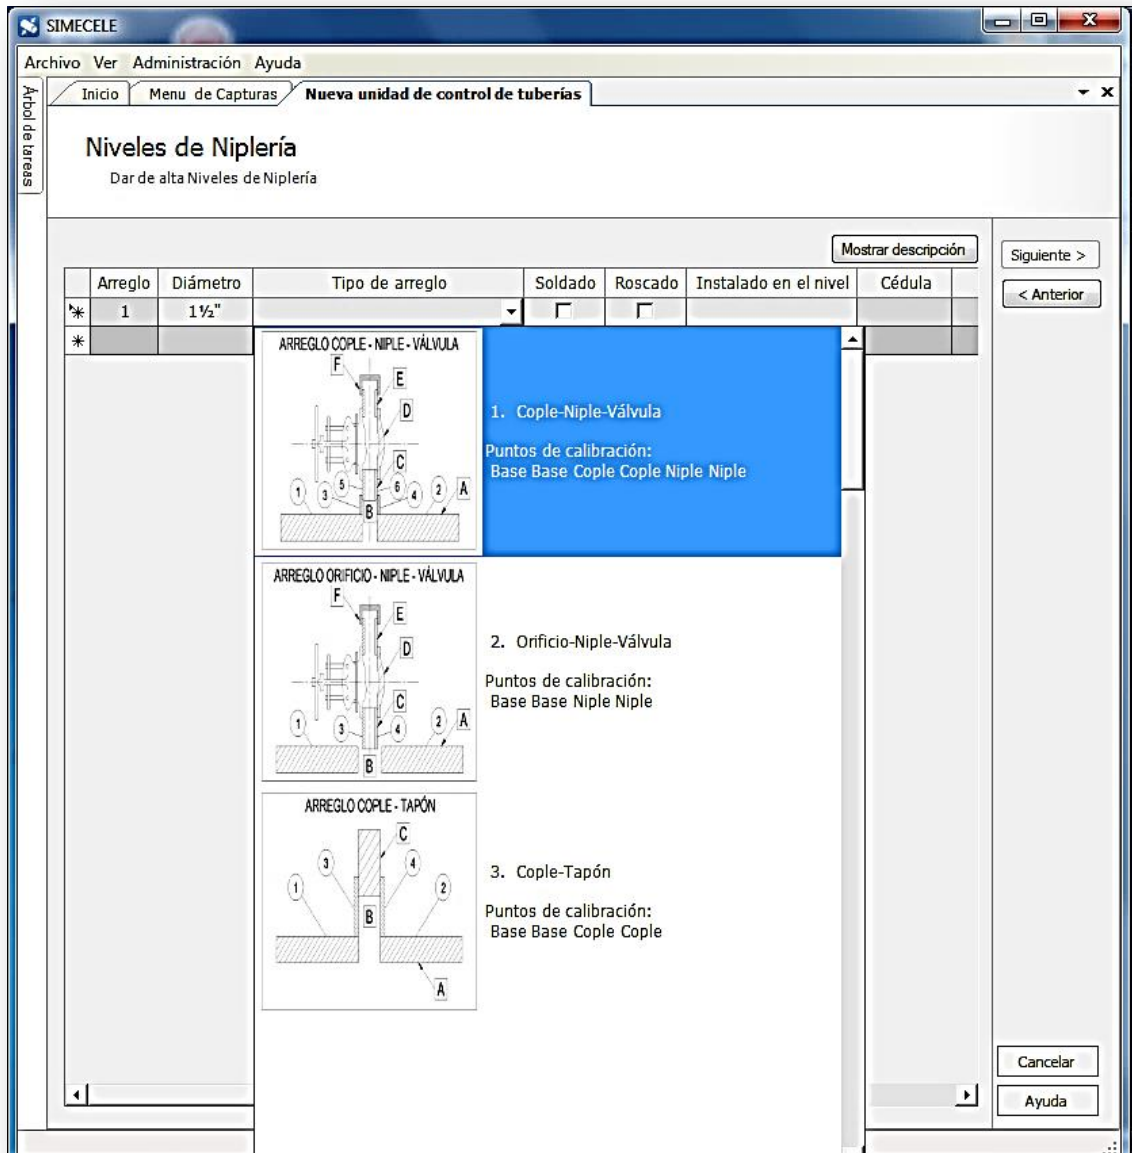 SIMECELE
Archivo Ver Administración Ayuda
Árbol de tareas
Inicio Menu de Capturas Nueva unidad de control de tuberías
Niveles de Niplería
Dar de alta Niveles de Niplería
Mostrar descripción
Siguiente >
< Anterior
Arreglo Diámetro Tipo de arreglo Soldado Roscado Instalado en el nivel Cédula
1 1½"
ARREGLO COPLE - NIPLE - VÁLVULA
F
E
D
C
1 3 5 6 4 2 A
B
1. Cople-Niple-Válvula
Puntos de calibración:
Base Base Cople Cople Niple Niple
ARREGLO ORIFICIO - NIPLE - VÁLVULA
F
E
D
C
1 3 4 2 A
B
2. Orificio-Niple-Válvula
Puntos de calibración:
Base Base Niple Niple
ARREGLO COPLE - TAPÓN
C
3 4
1 2
B
A
3. Cople-Tapón
Puntos de calibración:
Base Base Cople Cople
Cancelar
Ayuda